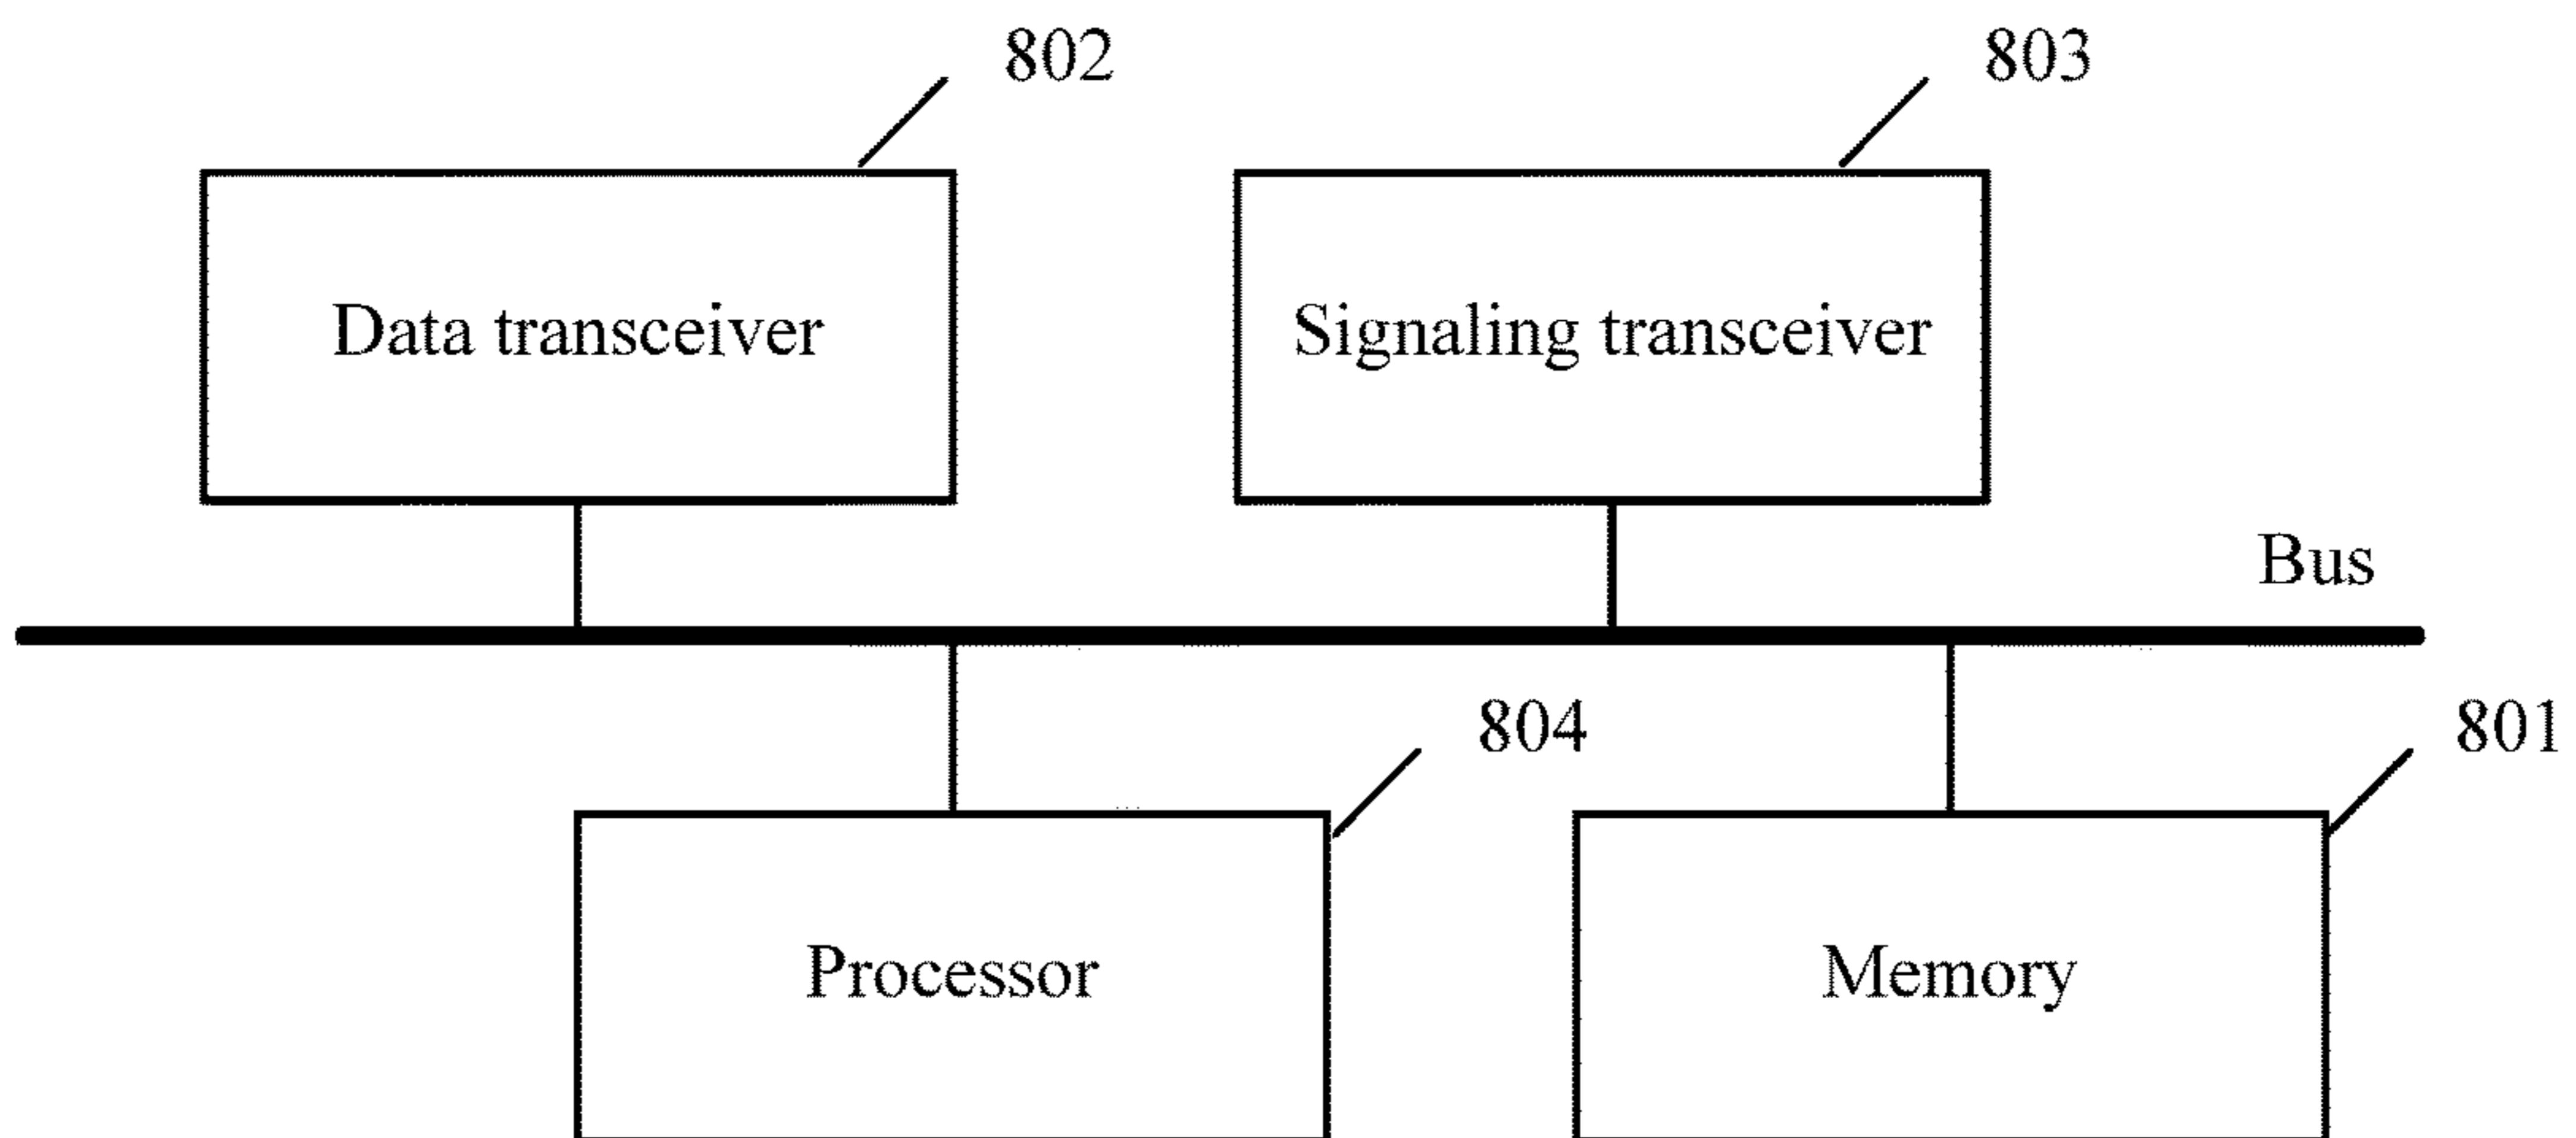 802
803
Data transceiver
Signaling transceiver
Bus
804
801
Processor
Memory